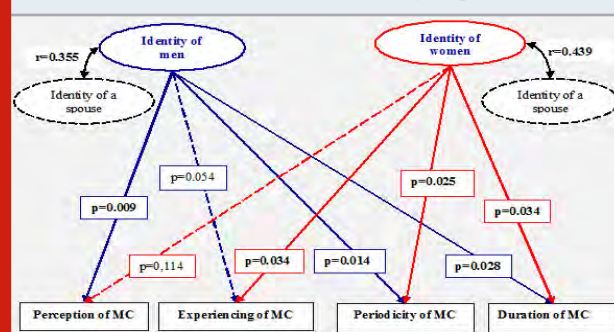 Identity of
men
Identity of
women
r=0.355
r=0.439
Identity of a
spouse
Identity of a
spouse
p=0.054
p=0.025
p=0.009
p=0.034
p=0,114
p=0.034
p=0.014
p=0.028
Perception of MC
Experiencing of MC
Periodicity of MC
Duration of MC